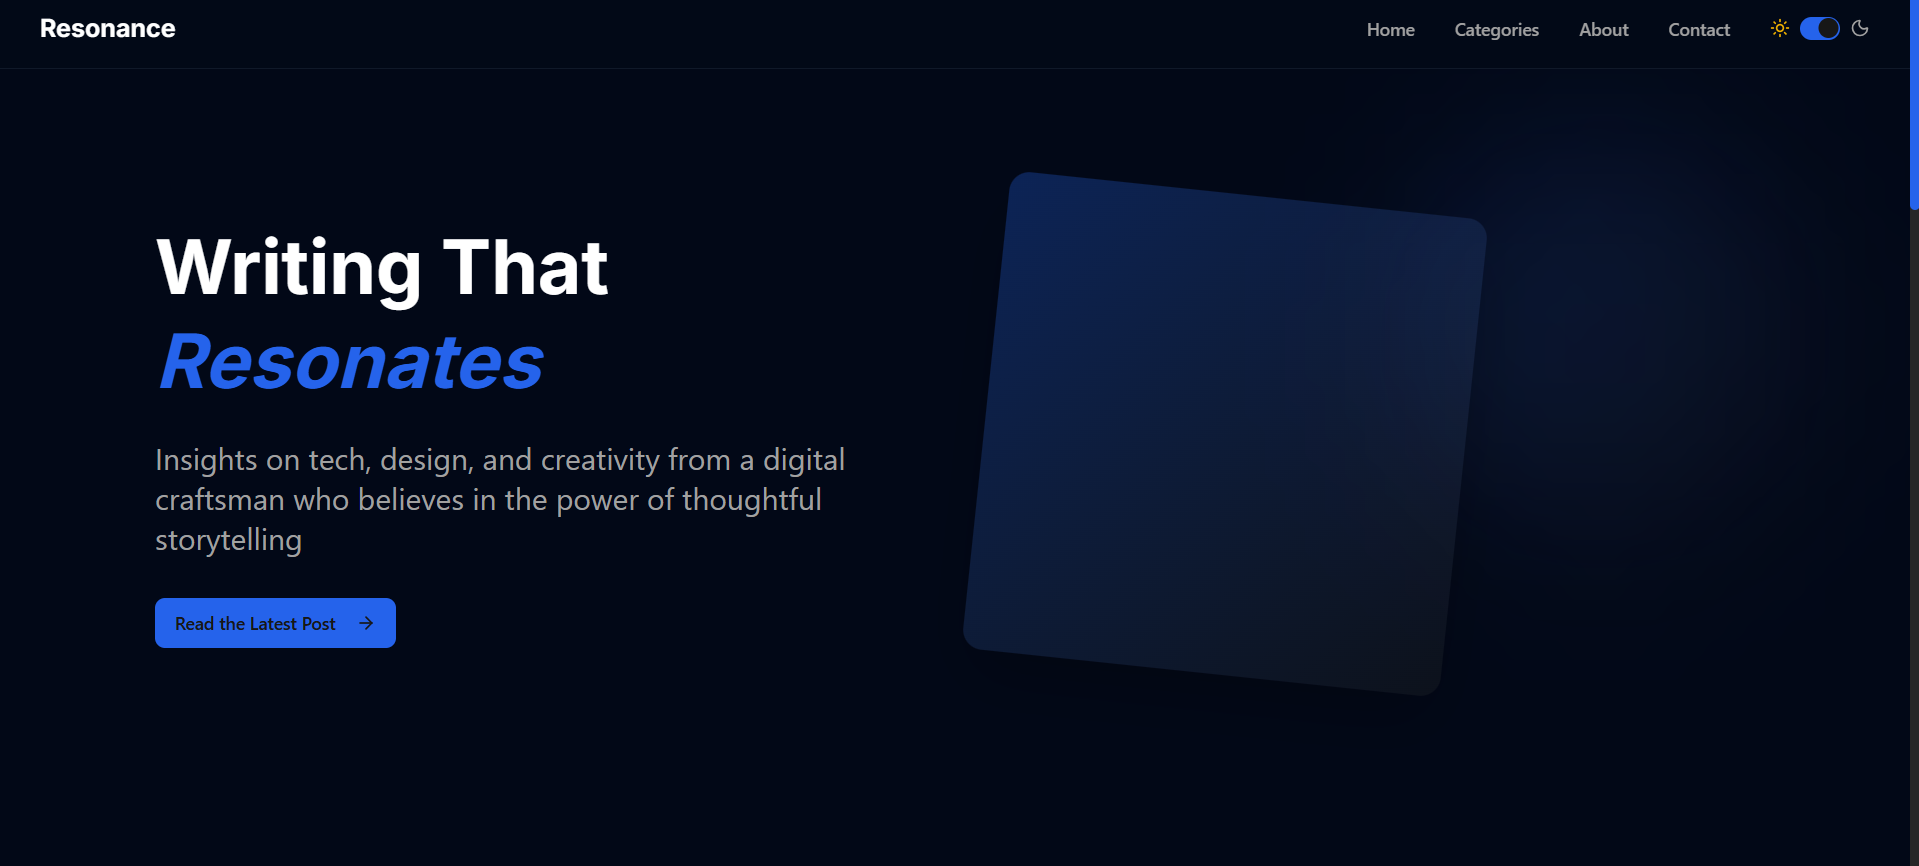 Resonance
Home Categories About Contact
Writing That
Resonates
Insights on tech, design, and creativity from a digital
craftsman who believes in the power of thoughtful
storytelling
Read the Latest Post